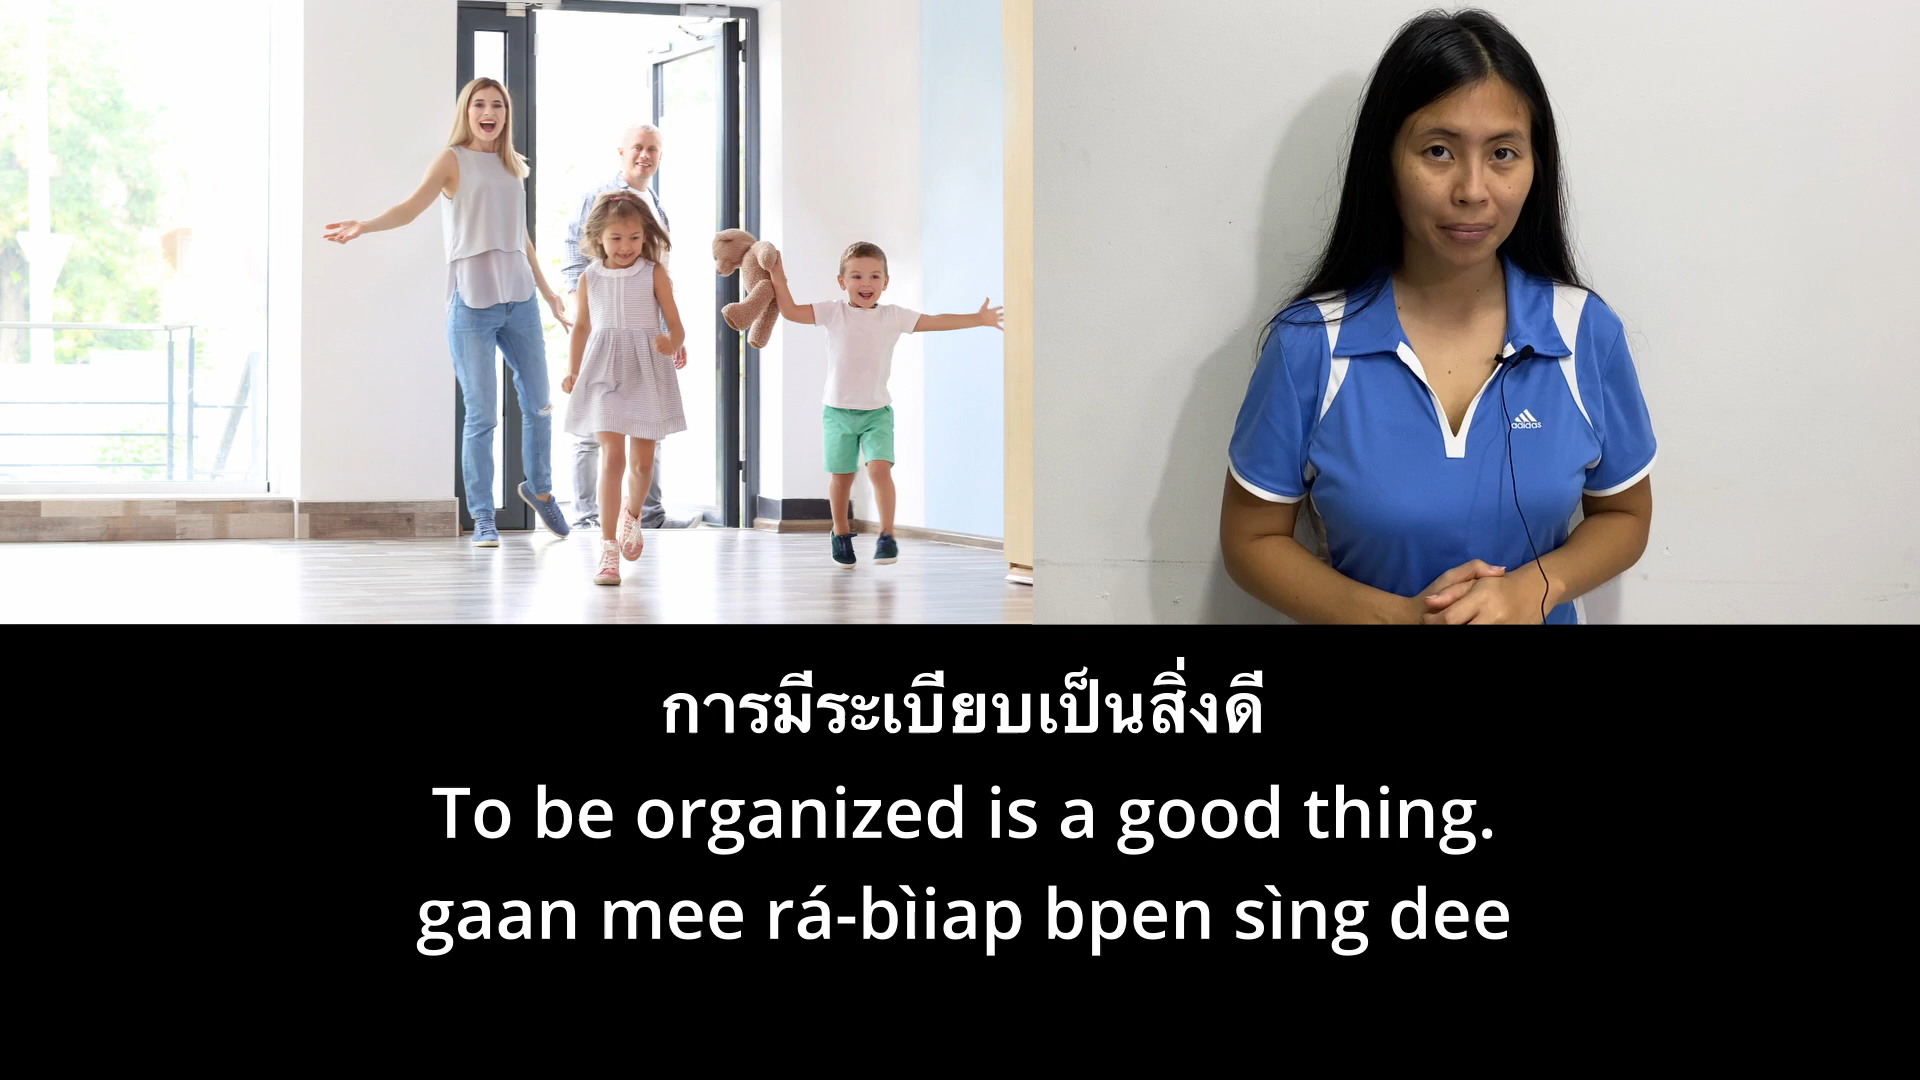 adidas
การมีระเบียบเป็นสิ่งดี
To be organized is a good thing.
gaan mee rá-bìiap bpen sìng dee